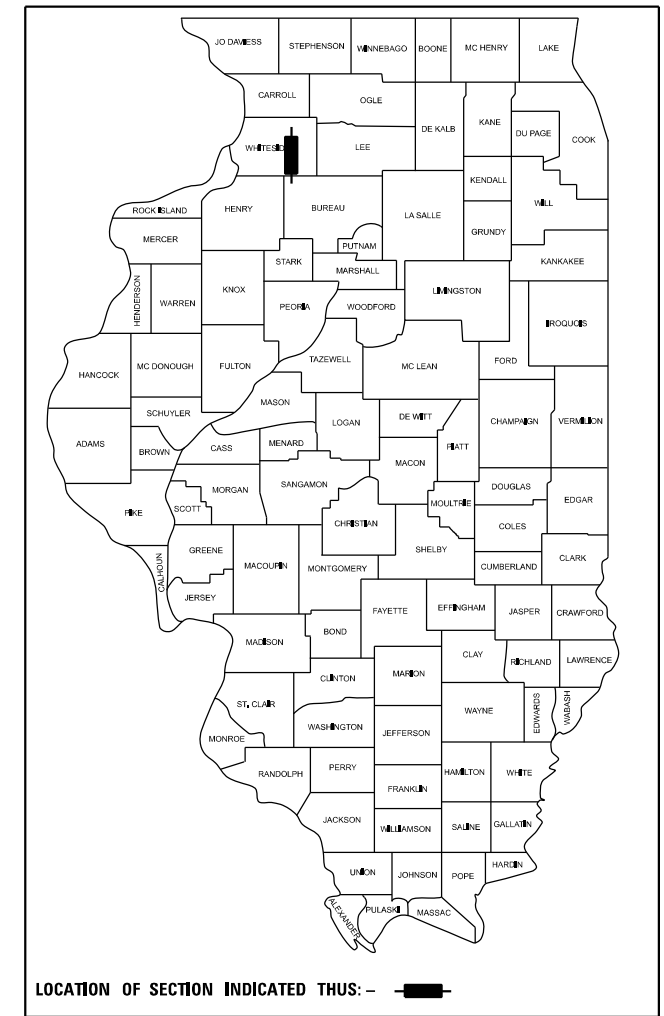 JO DAVIESS STEPHENSON WINNEBAGO BOONE MC HENRY LAKE
CARROLL OGLE DE KALB KANE DU PAGE COOK
WHITESIDE LEE
KENDALL WILL
ROCK ISLAND HENRY BUREAU LA SALLE GRUNDY
MERCER PUTNAM KANKAKEE
STARK MARSHALL
HENDERSON WARREN KNOX PEORIA WOODFORD LIVINGSTON IROQUOIS
HANCOCK MC DONOUGH FULTON TAZEWELL MC LEAN FORD
MASON
SCHUYLER LOGAN DE WITT CHAMPAIGN VERMILION
ADAMS BROWN CASS MENARD MACON PIATT
PIKE SCOTT MORGAN SANGAMON MOULTRIE DOUGLAS EDGAR
CHRISTIAN COLES
CALHOUN GREENE MACOUPIN MONTGOMERY SHELBY CUMBERLAND CLARK
JERSEY FAYETTE EFFINGHAM JASPER CRAWFORD
MADISON BOND
CLINTON MARION CLAY RICHLAND LAWRENCE
ST. CLAIR WAYNE EDWARDS WABASH
MONROE WASHINGTON JEFFERSON
RANDOLPH PERRY HAMILTON WHITE
FRANKLIN
JACKSON WILLIAMSON SALINE GALLATIN
UNION JOHNSON POPE HARDIN
ALEXANDER PULASKI MASSAC
LOCATION OF SECTION INDICATED THUS: –